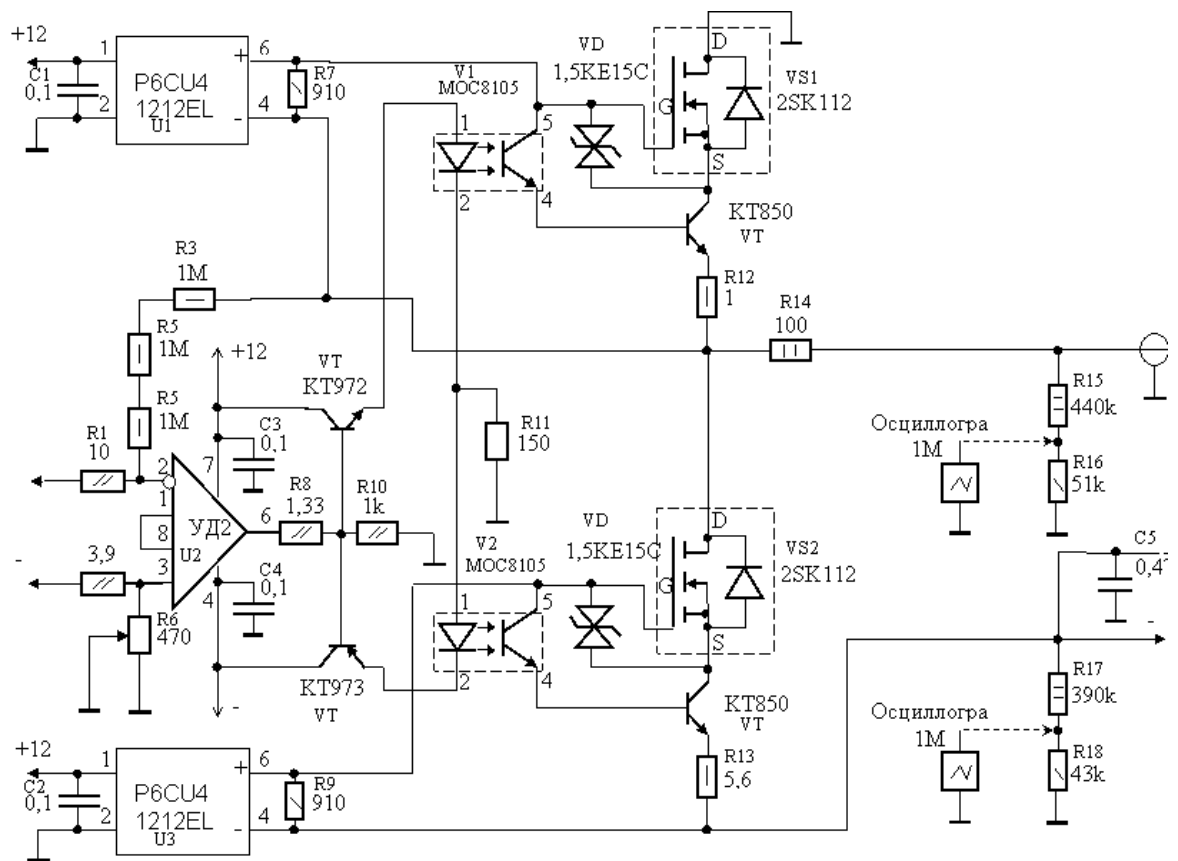 +12
1
C1
0,1
2
P6CU4
1212EL
U1
+
-
6
4
R7
910
V1
MOC8105
1
2
5
4
VD
1,5KE15C
D
G
S
VS1
2SK112
KT850
VT
R12
1
R14
100
R3
1M
R5
1M
R5
1M
+12
VT
KT972
R11
150
R15
440k
Осциллогра
1M
R16
51k
R1
10
2
1
8
3
7
УД2
U2
6
4
C3
0,1
R8
1,33
R10
1k
-
3,9
C4
0,1
R6
470
V2
MOC8105
1
2
5
4
VD
1,5KE15C
D
G
S
VS2
2SK112
C5
0,47
-
KT973
VT
-
KT850
VT
R13
5,6
R17
390k
Осциллогра
1M
R18
43k
+12
1
C2
0,1
2
P6CU4
1212EL
U3
+
-
6
4
R9
910